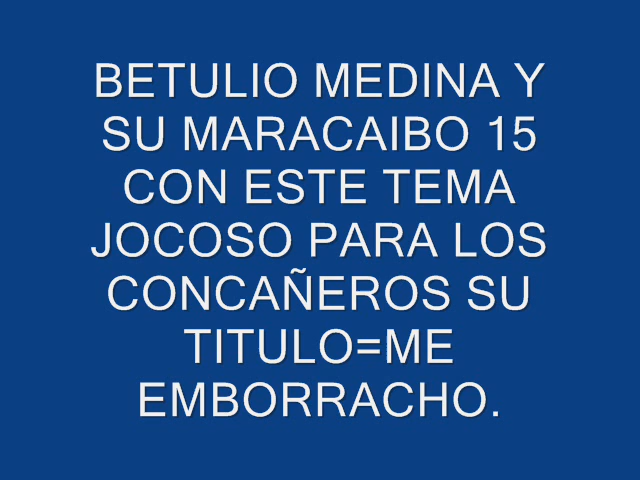 BETULIO MEDINA Y
SU MARACAIBO 15
CON ESTE TEMA
JOCOSO PARA LOS
CONCAÑEROS SU
TITULO=ME
EMBORRACHO.